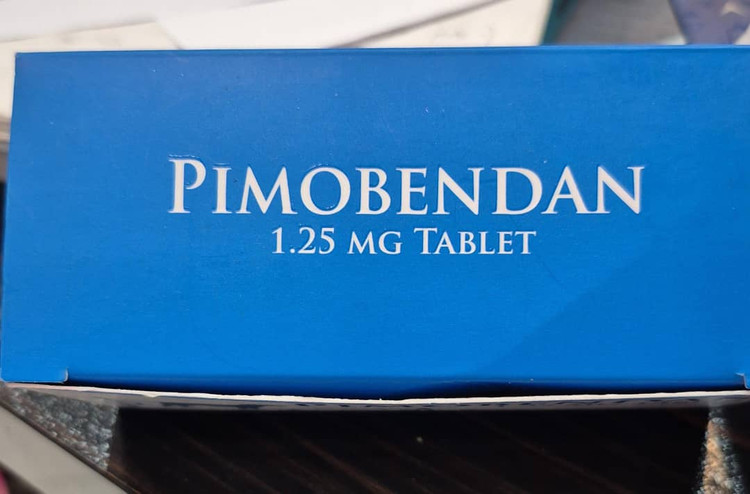 PIMOBENDAN
1.25 MG TABLET